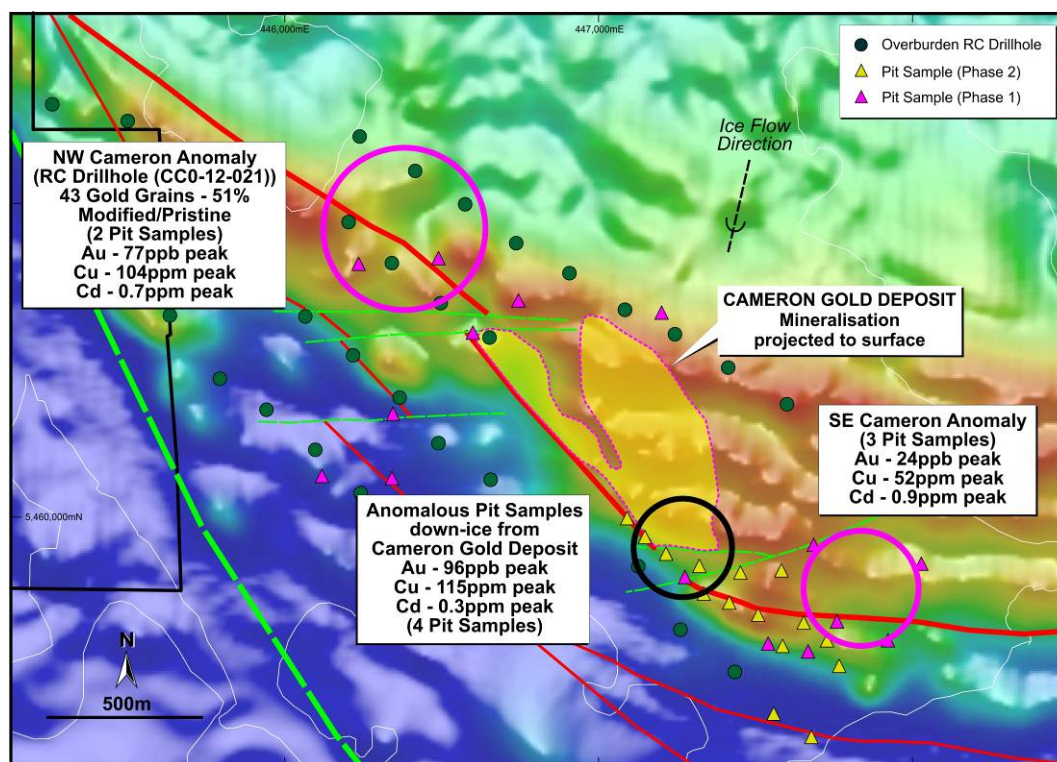 446,000mE
447,000mE
Overburden RC Drillhole
Pit Sample (Phase 2)
Pit Sample (Phase 1)
Ice Flow
Direction
NW Cameron Anomaly
(RC Drillhole (CC0-12-021))
43 Gold Grains - 51%
Modified/Pristine
(2 Pit Samples)
Au - 77ppb peak
Cu - 104ppm peak
Cd - 0.7ppm peak
CAMERON GOLD DEPOSIT
Mineralisation
projected to surface
SE Cameron Anomaly
(3 Pit Samples)
Au - 24ppb peak
Cu - 52ppm peak
Cd - 0.9ppm peak
5,460,000mN
Anomalous Pit Samples
down-ice from
Cameron Gold Deposit
Au - 96ppb peak
Cu - 115ppm peak
Cd - 0.3ppm peak
(4 Pit Samples)
N
500m